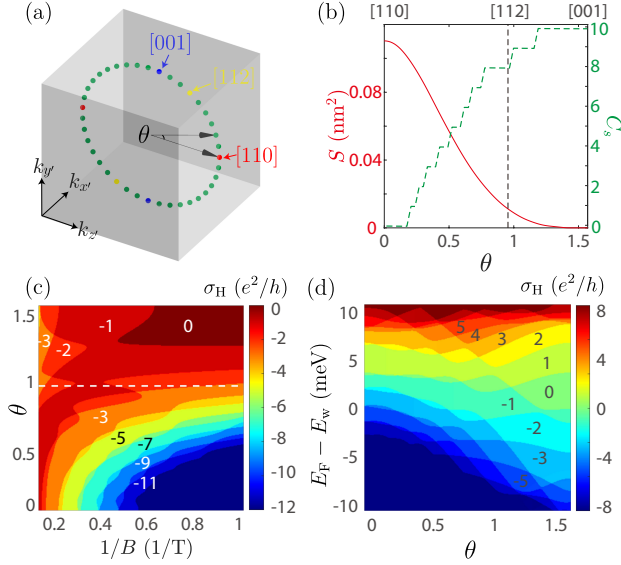 (a)
[001]
[112]
θ
[110]
k_y′
k_x′
k_z′
(b)
[110] [112] [001]
S (nm²)
0.08
0.04
0
0 0.5 1 1.5
θ
10
8
6
4
2
0
C_s
(c)
σ_H (e²/h)
1.5
1
0.5
0
θ
-3
-2
-1
0
-3
-5
-7
-9
-11
0.2 0.4 0.6 0.8 1
1/B (1/T)
0
-2
-4
-6
-8
-10
-12
(d)
σ_H (e²/h)
10
5
0
-5
-10
E_F − E_w (meV)
5
4
3
2
1
0
-1
-2
-3
-5
0 0.5 1 1.5
θ
8
4
0
-4
-8